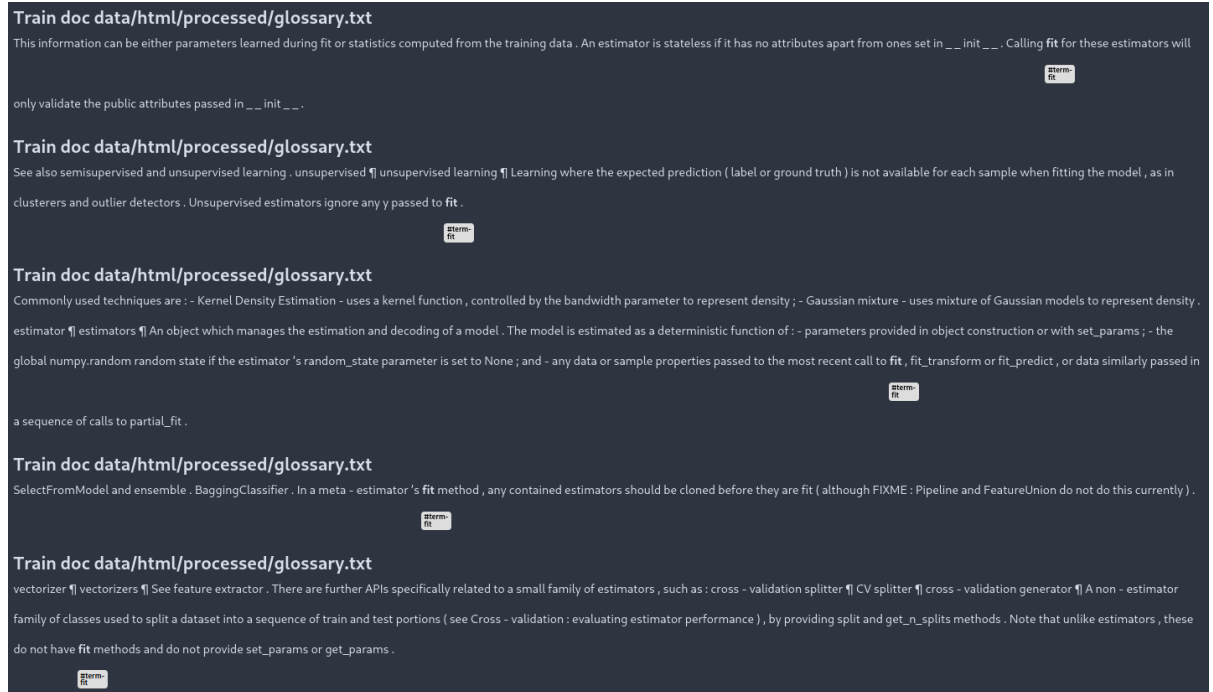 Train doc data/html/processed/glossary.txt
This information can be either parameters learned during fit or statistics computed from the training data . An estimator is stateless if it has no attributes apart from ones set in _ _ init _ _ . Calling fit for these estimators will
#term-
fit
only validate the public attributes passed in _ _ init _ _ .
Train doc data/html/processed/glossary.txt
See also semisupervised and unsupervised learning . unsupervised ¶ unsupervised learning ¶ Learning where the expected prediction ( label or ground truth ) is not available for each sample when fitting the model , as in
clusterers and outlier detectors . Unsupervised estimators ignore any y passed to fit .
#term-
fit
Train doc data/html/processed/glossary.txt
Commonly used techniques are : - Kernel Density Estimation - uses a kernel function , controlled by the bandwidth parameter to represent density ; - Gaussian mixture - uses mixture of Gaussian models to represent density .
estimator ¶ estimators ¶ An object which manages the estimation and decoding of a model . The model is estimated as a deterministic function of : - parameters provided in object construction or with set_params ; - the
global numpy.random random state if the estimator 's random_state parameter is set to None ; and - any data or sample properties passed to the most recent call to fit , fit_transform or fit_predict , or data similarly passed in
#term-
fit
a sequence of calls to partial_fit .
Train doc data/html/processed/glossary.txt
SelectFromModel and ensemble . BaggingClassifier . In a meta - estimator 's fit method , any contained estimators should be cloned before they are fit ( although FIXME : Pipeline and FeatureUnion do not do this currently ) .
#term-
fit
Train doc data/html/processed/glossary.txt
vectorizer ¶ vectorizers ¶ See feature extractor . There are further APIs specifically related to a small family of estimators , such as : cross - validation splitter ¶ CV splitter ¶ cross - validation generator ¶ A non - estimator
family of classes used to split a dataset into a sequence of train and test portions ( see Cross - validation : evaluating estimator performance ) , by providing split and get_n_splits methods . Note that unlike estimators , these
do not have fit methods and do not provide set_params or get_params .
#term-
fit